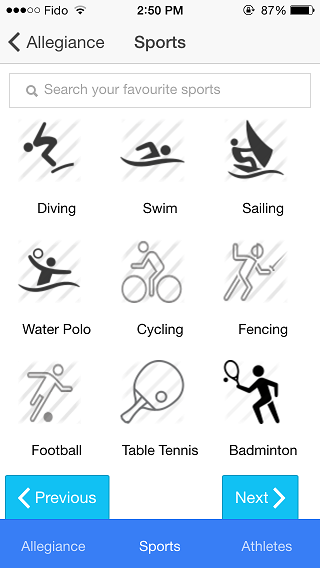 Fido 2:50 PM 87%
Allegiance Sports
Search your favourite sports
Diving Swim Sailing
Water Polo Cycling Fencing
Football Table Tennis Badminton
Previous Next
Allegiance Sports Athletes